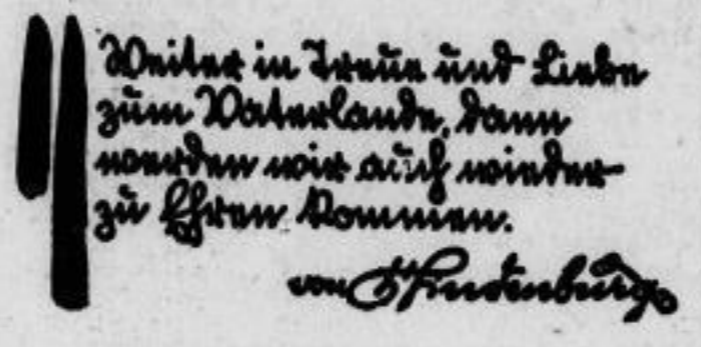 Weiter in Treue und Liebe
zum Vaterlande, dann
werden wir auch wieder
zu Ehren kommen.
von Hindenburg